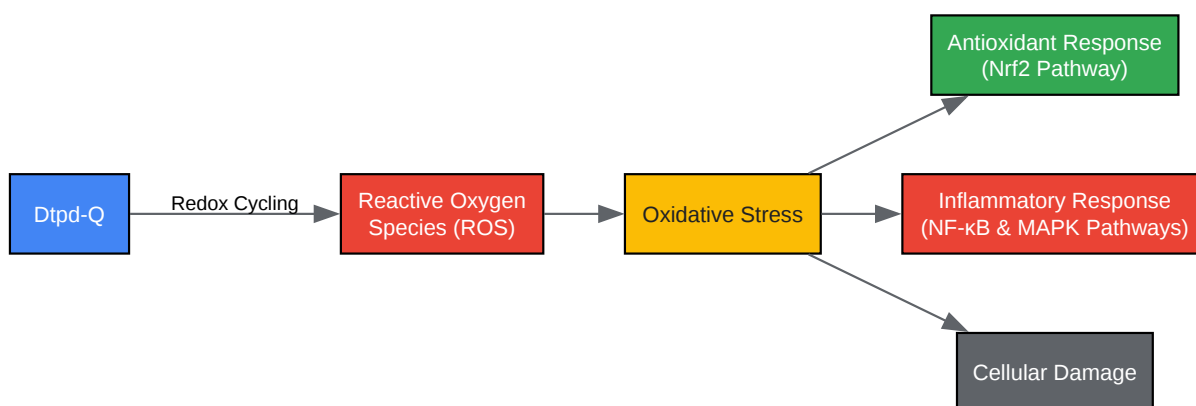 Antioxidant Response
(Nrf2 Pathway)
Dtpd-Q
Redox Cycling
Reactive Oxygen
Species (ROS)
Oxidative Stress
Inflammatory Response
(NF-κB & MAPK Pathways)
Cellular Damage